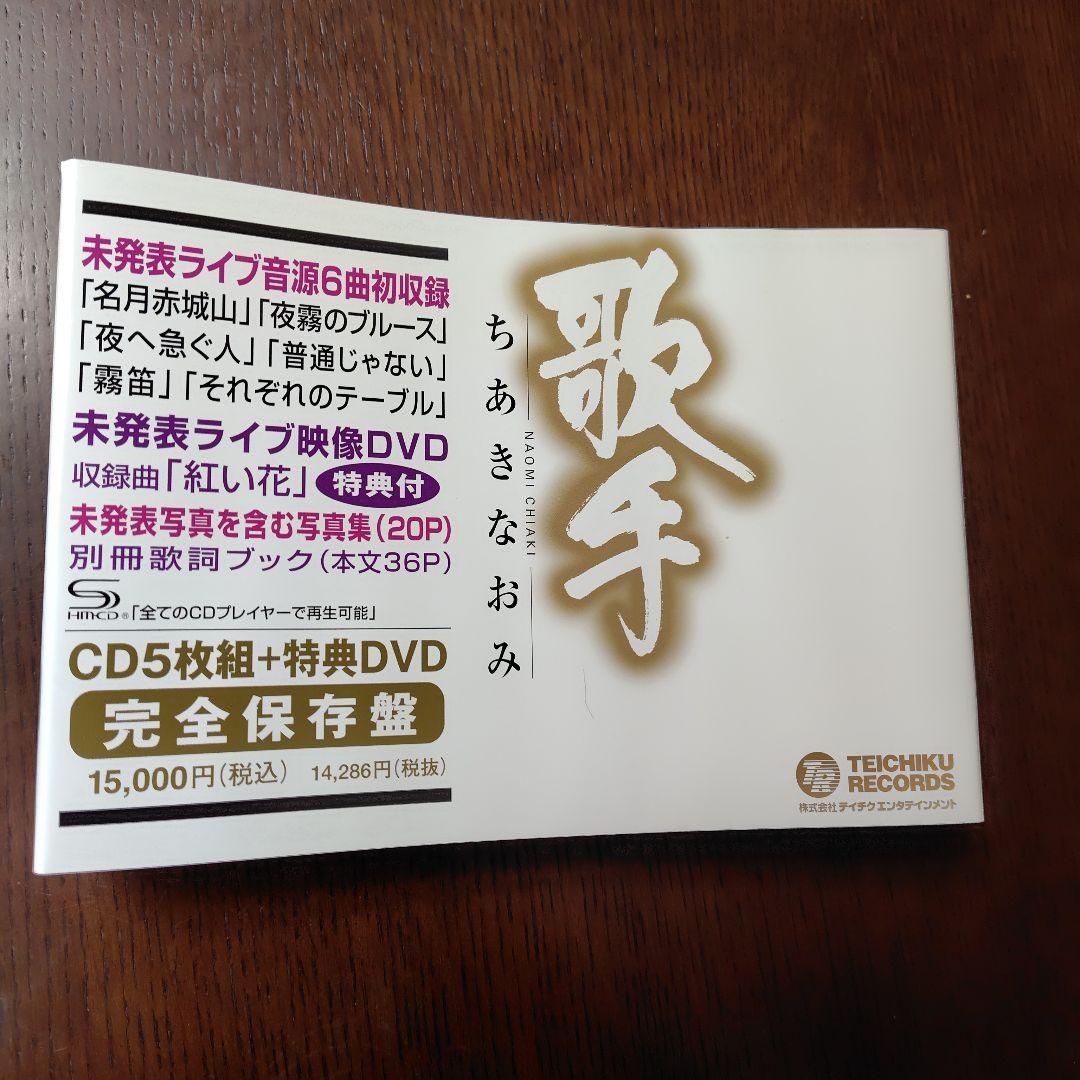 未発表ライブ音源6曲初収録
「名月赤城山」「夜霧のブルース」
「夜へ急ぐ人」「普通じゃない」
「霧笛」「それぞれのテーブル」
未発表ライブ映像DVD
収録曲「紅い花」特典付
未発表写真を含む写真集(20P)
別冊歌詞ブック(本文36P)
HMCD®「全てのCDプレイヤーで再生可能」
CD5枚組+特典DVD
完全保存盤
15,000円(税込) 14,286円(税抜)
歌手
ちあきなおみ
NAOMI CHIAKI
TEICHIKU
RECORDS
株式会社テイチクエンタテインメント